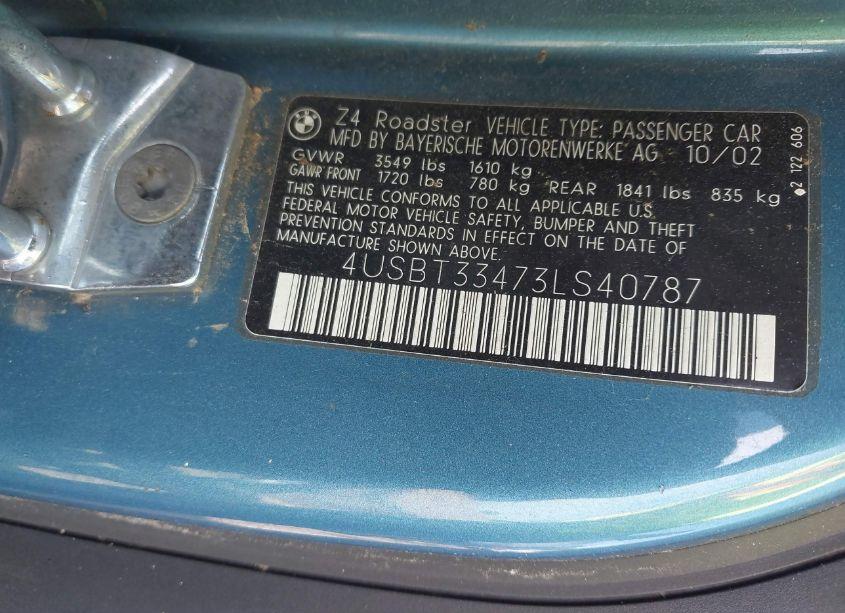 BMW
Z4 Roadster VEHICLE TYPE: PASSENGER CAR
MFD BY BAYERISCHE MOTORENWERKE AG 10/02
GVWR 3549 lbs 1610 kg
GAWR FRONT 1720 lbs 780 kg REAR 1841 lbs 835 kg
THIS VEHICLE CONFORMS TO ALL APPLICABLE U.S.
FEDERAL MOTOR VEHICLE SAFETY, BUMPER AND THEFT
PREVENTION STANDARDS IN EFFECT ON THE DATE OF
MANUFACTURE SHOWN ABOVE.
4USBT33473LS40787
2 122 606